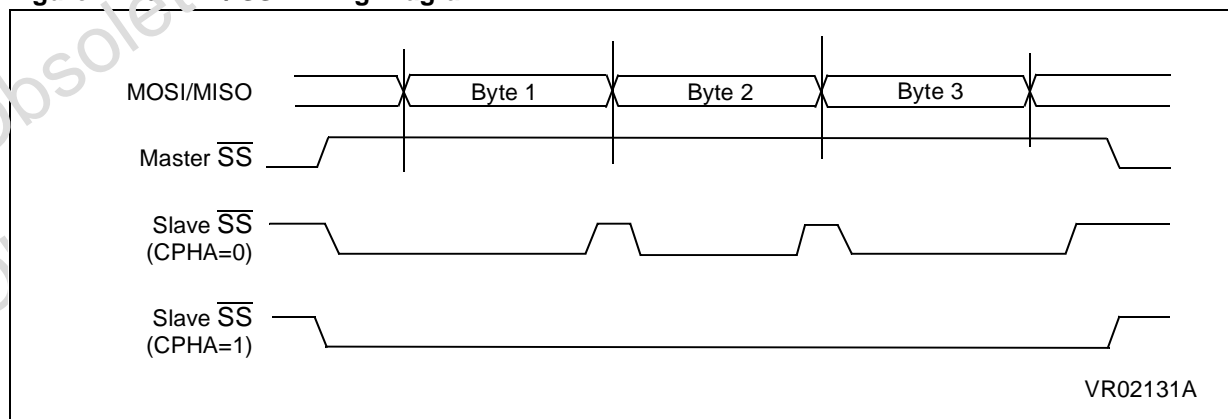 obsolet
MOSI/MISO
Byte 1
Byte 2
Byte 3
Master SS
Slave SS
(CPHA=0)
Slave SS
(CPHA=1)
VR02131A